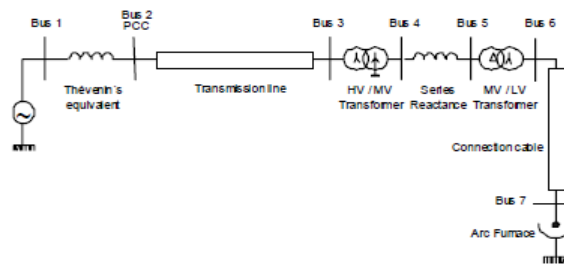 Bus 1
Bus 2
PCC
Bus 3
Bus 4
Bus 5
Bus 6
Thévenin's
equivalent
Transmission line
HV / MV
Transformer
Series
Reactance
MV / LV
Transformer
Connection cable
Bus 7
Arc Furnace